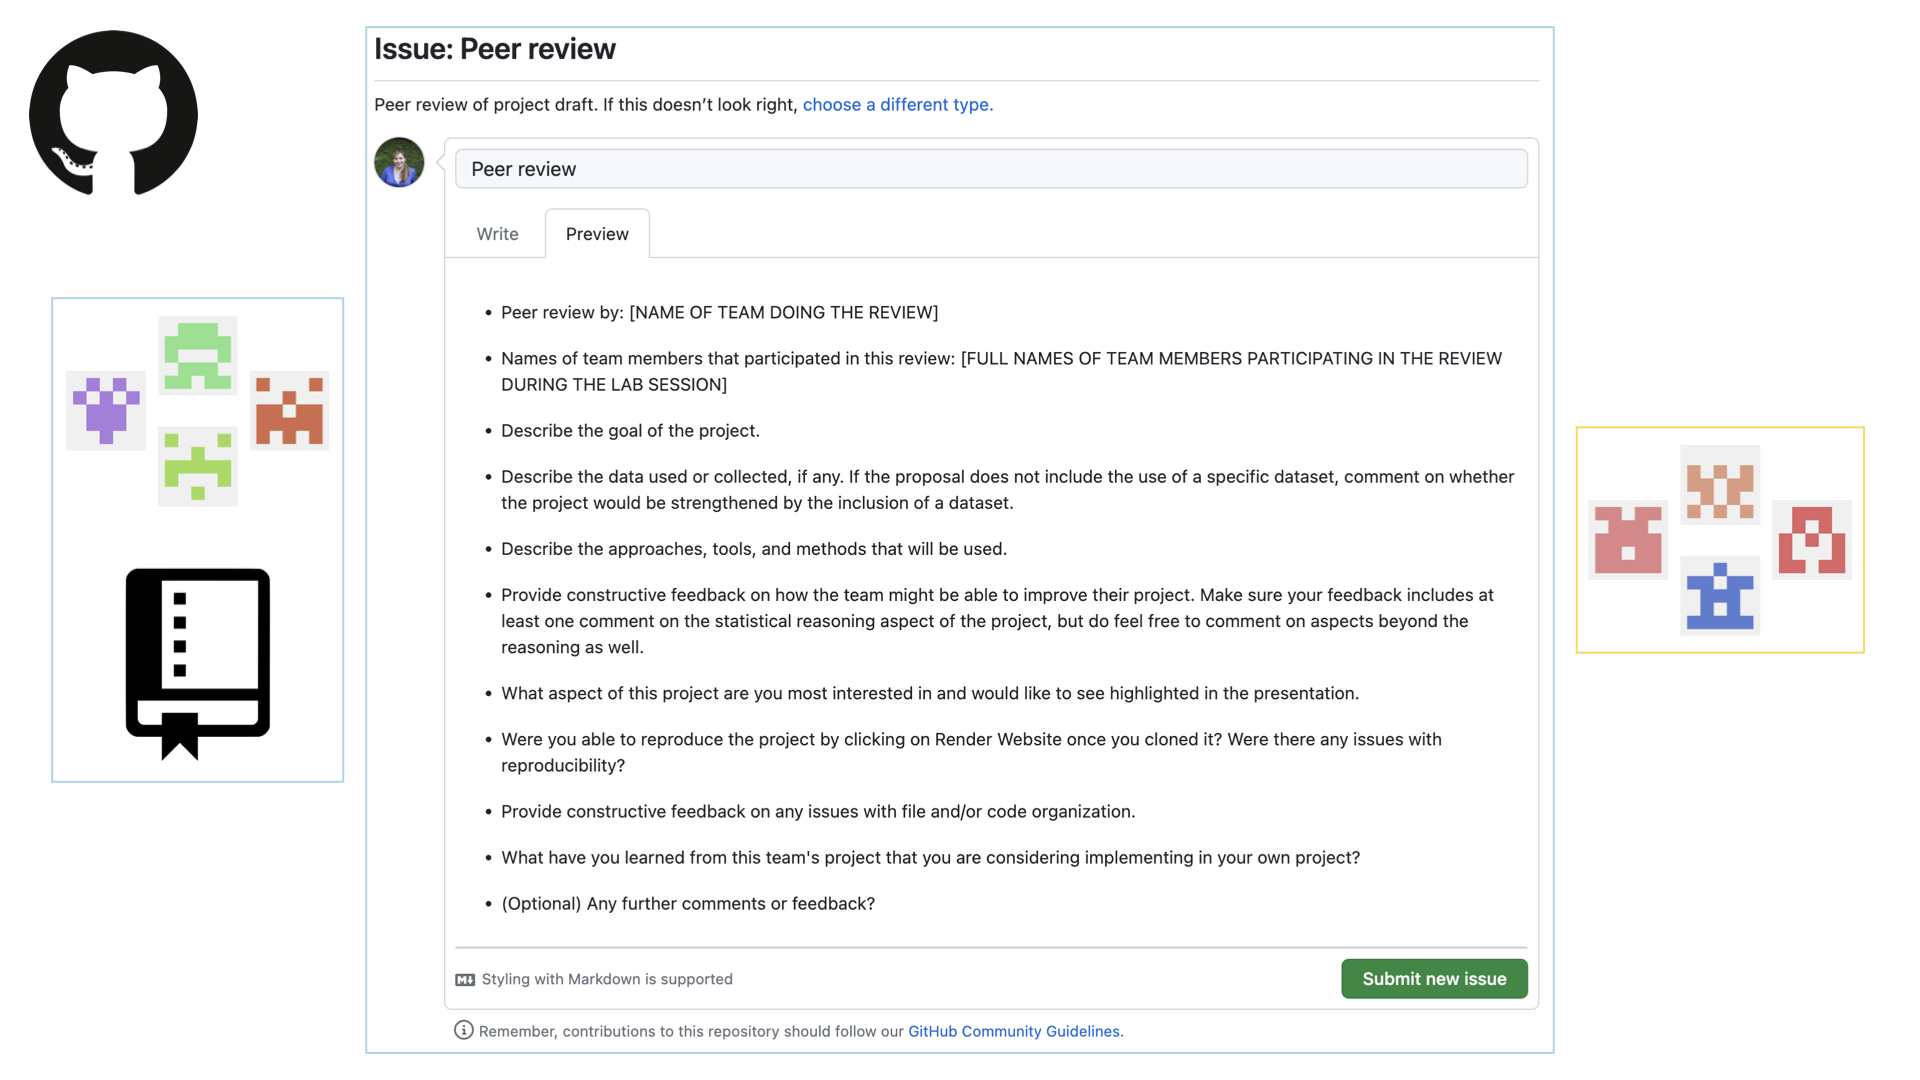 Issue: Peer review
Peer review of project draft. If this doesn’t look right, choose a different type.
Peer review
Write
Preview
• Peer review by: [NAME OF TEAM DOING THE REVIEW]
• Names of team members that participated in this review: [FULL NAMES OF TEAM MEMBERS PARTICIPATING IN THE REVIEW
DURING THE LAB SESSION]
• Describe the goal of the project.
• Describe the data used or collected, if any. If the proposal does not include the use of a specific dataset, comment on whether
the project would be strengthened by the inclusion of a dataset.
• Describe the approaches, tools, and methods that will be used.
• Provide constructive feedback on how the team might be able to improve their project. Make sure your feedback includes at
least one comment on the statistical reasoning aspect of the project, but do feel free to comment on aspects beyond the
reasoning as well.
• What aspect of this project are you most interested in and would like to see highlighted in the presentation.
• Were you able to reproduce the project by clicking on Render Website once you cloned it? Were there any issues with
reproducibility?
• Provide constructive feedback on any issues with file and/or code organization.
• What have you learned from this team's project that you are considering implementing in your own project?
• (Optional) Any further comments or feedback?
Styling with Markdown is supported
Submit new issue
Remember, contributions to this repository should follow our GitHub Community Guidelines.